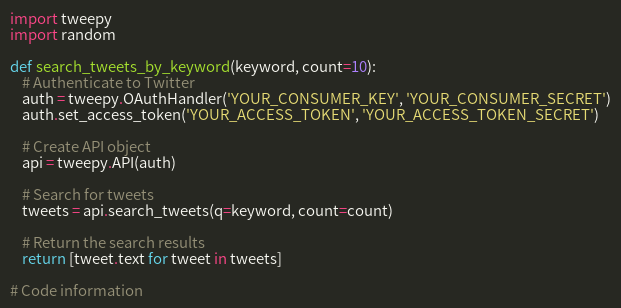 import tweepy
import random
def search_tweets_by_keyword(keyword, count=10):
# Authenticate to Twitter
auth = tweepy.OAuthHandler('YOUR_CONSUMER_KEY', 'YOUR_CONSUMER_SECRET')
auth.set_access_token('YOUR_ACCESS_TOKEN', 'YOUR_ACCESS_TOKEN_SECRET')
# Create API object
api = tweepy.API(auth)
# Search for tweets
tweets = api.search_tweets(q=keyword, count=count)
# Return the search results
return [tweet.text for tweet in tweets]
# Code information